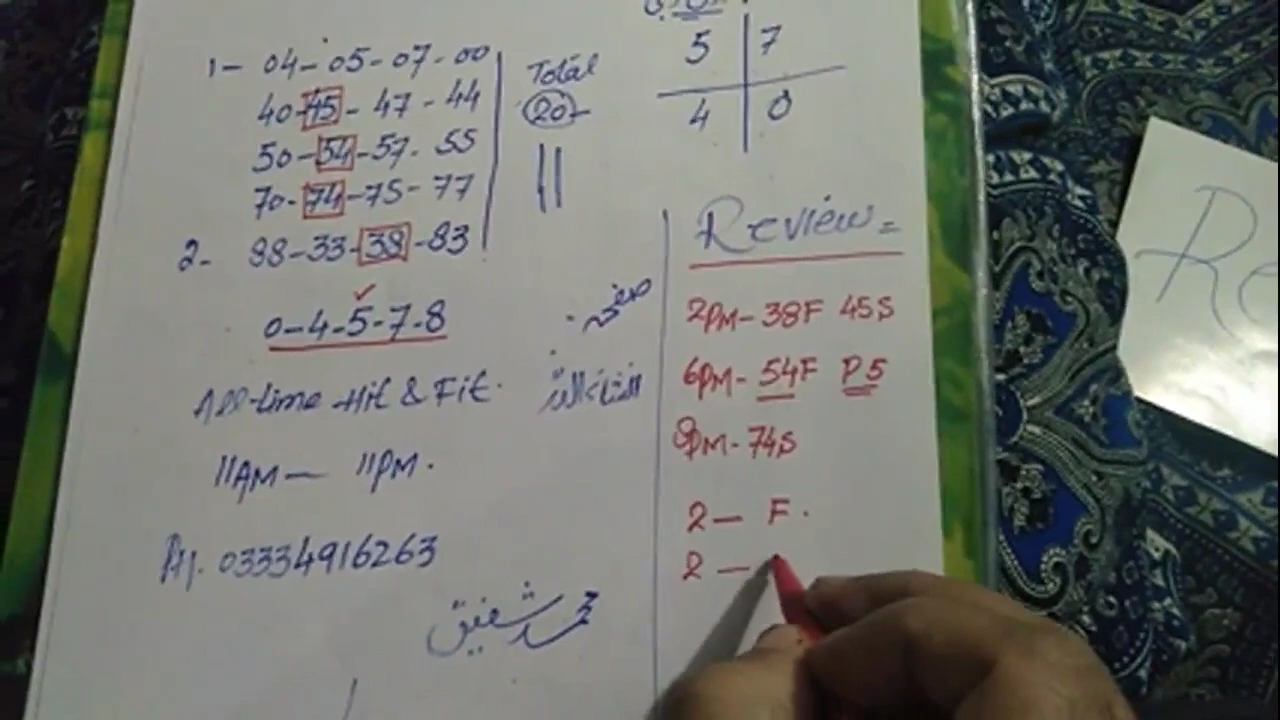 1- 04-05-07-00
40-45-47-44
50-54-57-55
70-74-75-77
2- 88-33-38-83
0-4-5-7-8
All-time Hit & Fit.
11AM— 11PM.
PH. 03334916263
محمد شفیق
Total
20
5 7
4 0
Review=
2PM-38F 45S
6PM-54F P5
9PM-74S
2— F.
2—
انشاءاللہ
Re